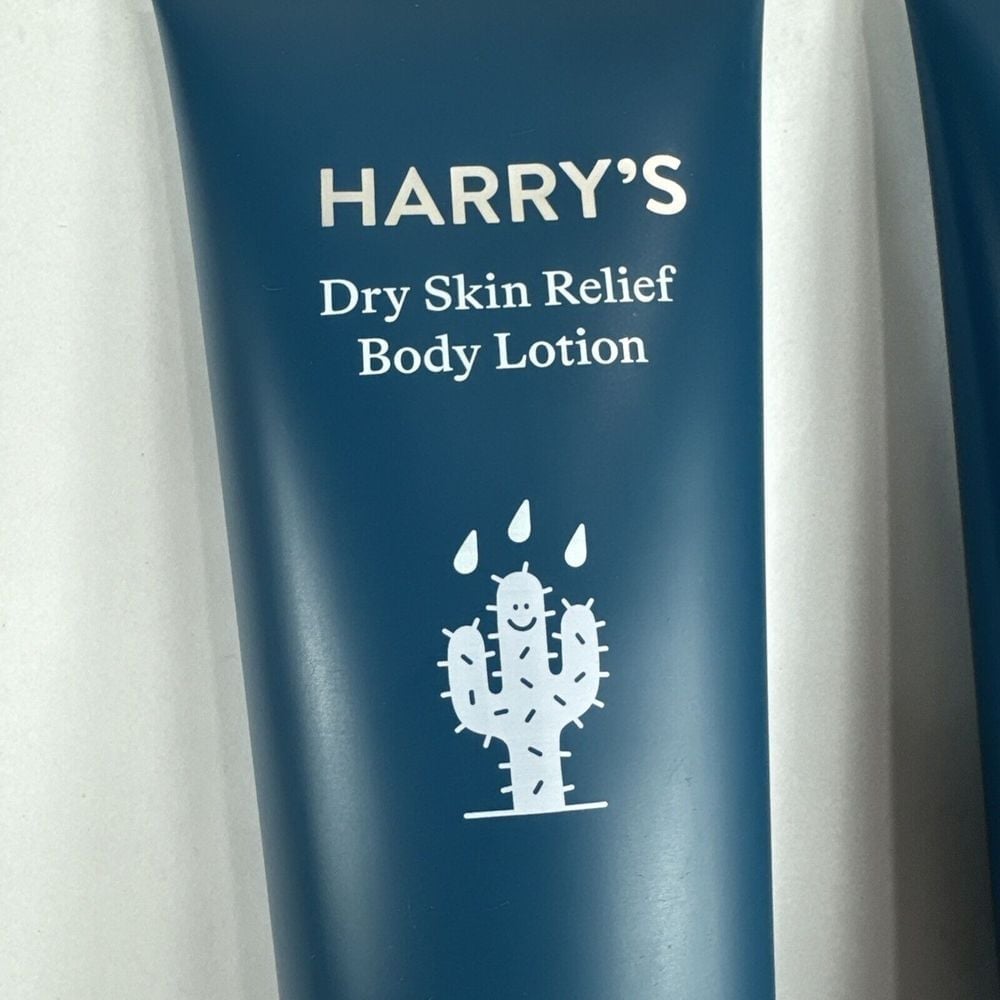 HARRY'S
Dry Skin Relief
Body Lotion